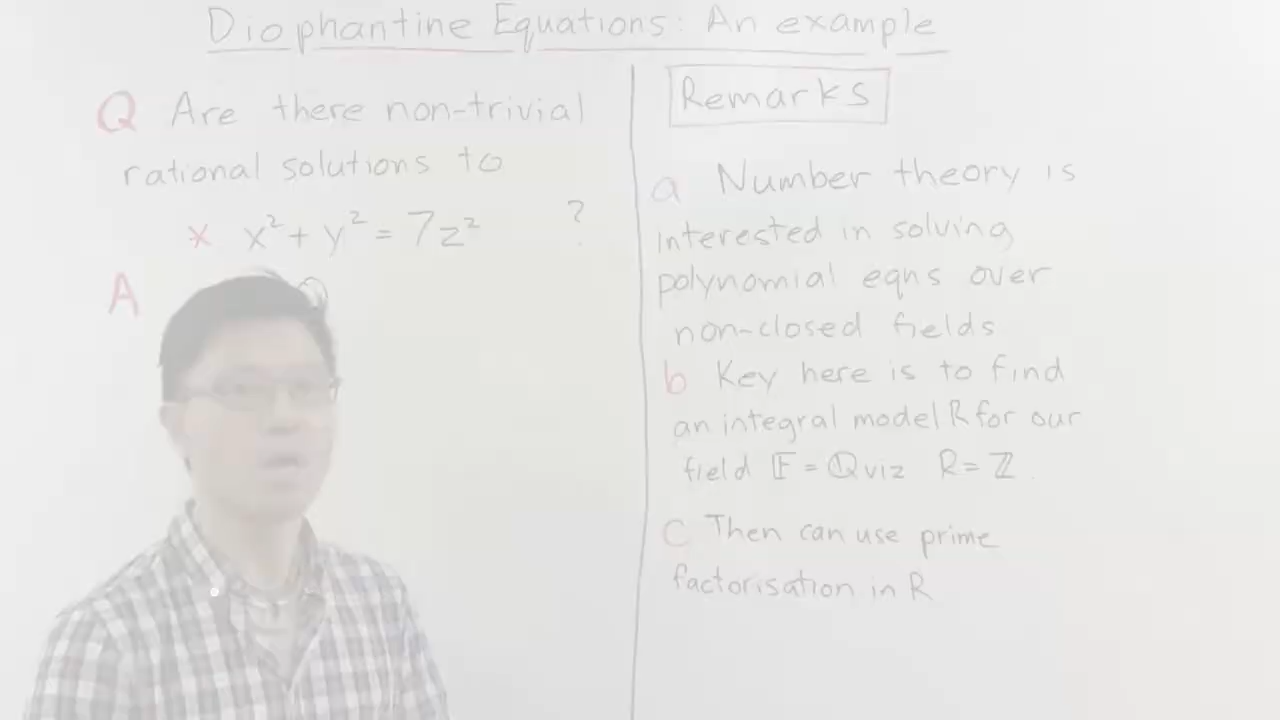 Diophantine Equations: An example
Q Are there non-trivial
rational solutions to
* x² + y² = 7z² ?
A
Remarks
a Number theory is
interested in solving
polynomial eqns over
non-closed fields
b Key here is to find
an integral model R for our
field 𝔽 = ℚ viz R = ℤ.
c Then can use prime
factorisation in R